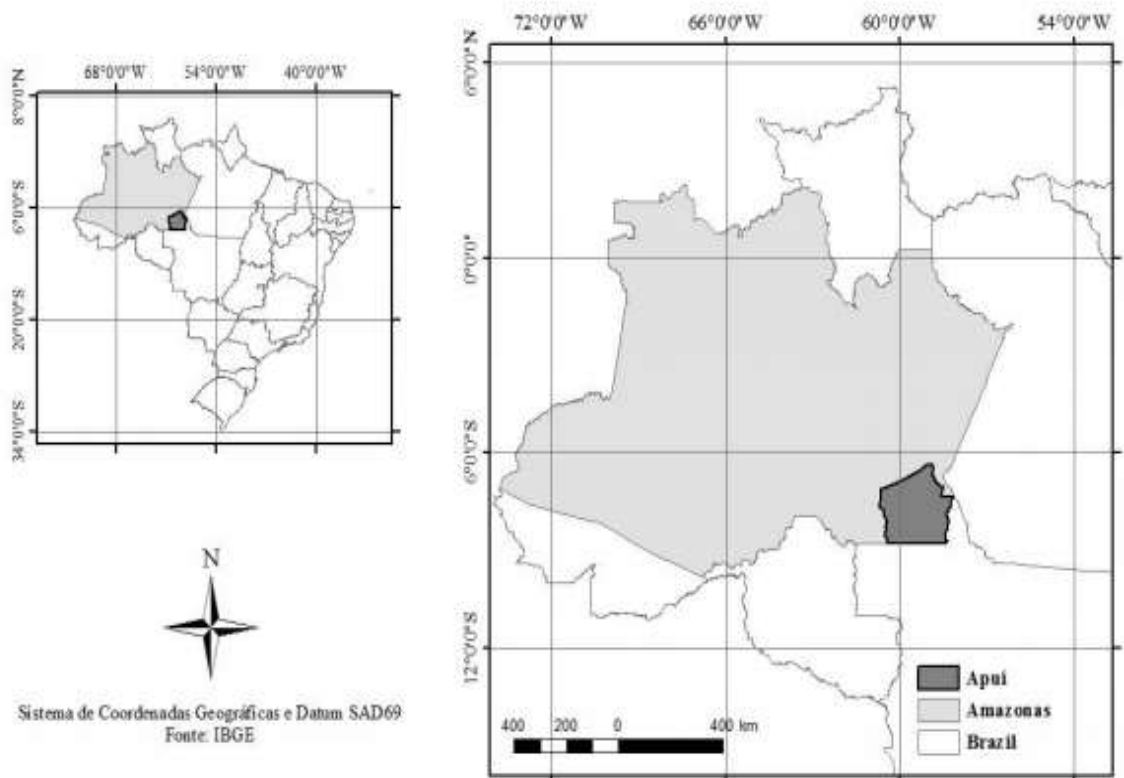 68°0'0"W 54°0'0"W 40°0'0"W
8°0'0"N
6°0'0"S
20°0'0"S
34°0'0"S
N
Sistema de Coordenadas Geográficas e Datum SAD69
Fonte: IBGE
72°0'0"W 66°0'0"W 60°0'0"W 54°0'0"W
6°0'0"N
0°0'0"
6°0'0"S
12°0'0"S
Apuí
Amazonas
Brazil
400 200 0 400 km